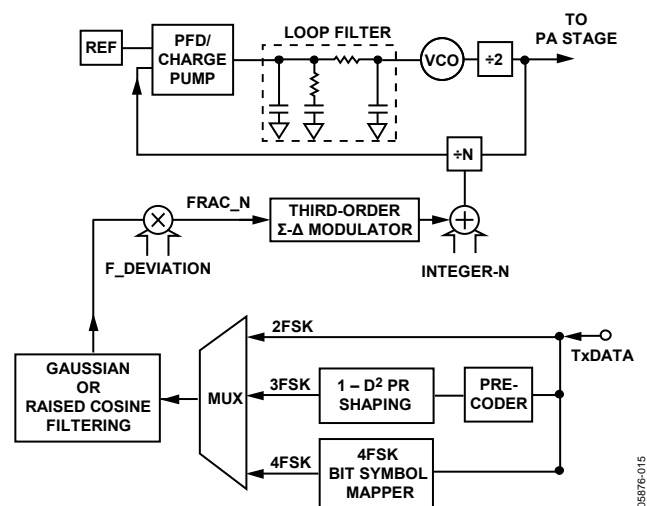 TO
PA STAGE
LOOP FILTER
REF
PFD/
CHARGE
PUMP
VCO
÷2
÷N
FRAC_N
THIRD-ORDER
Σ-Δ MODULATOR
F_DEVIATION
INTEGER-N
2FSK
TxDATA
GAUSSIAN
OR
RAISED COSINE
FILTERING
MUX
3FSK
1 – D² PR
SHAPING
PRE-
CODER
4FSK
4FSK
BIT SYMBOL
MAPPER
05876-015